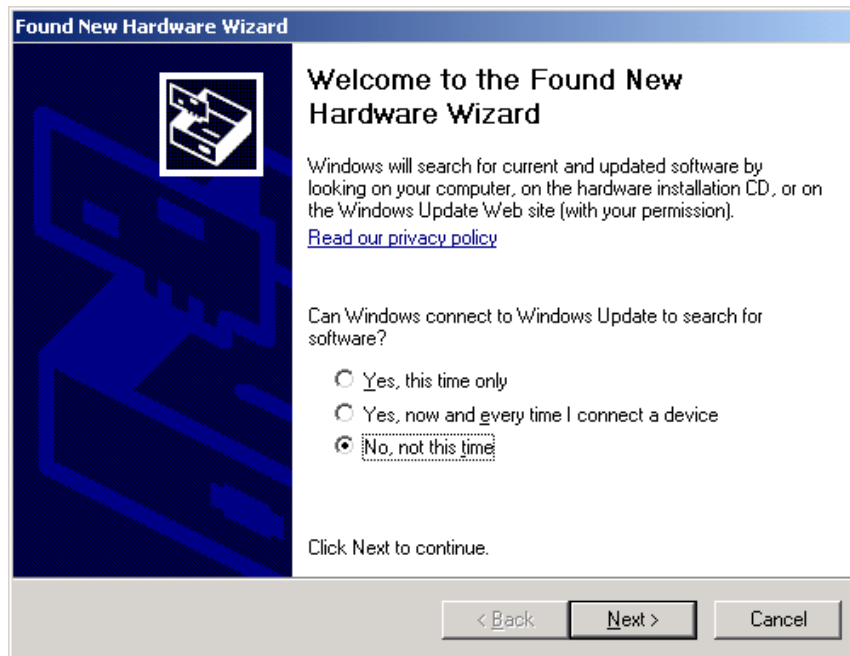 Found New Hardware Wizard
Welcome to the Found New
Hardware Wizard
Windows will search for current and updated software by
looking on your computer, on the hardware installation CD, or on
the Windows Update Web site (with your permission).
Read our privacy policy
Can Windows connect to Windows Update to search for
software?
Yes, this time only
Yes, now and every time I connect a device
No, not this time
Click Next to continue.
< Back
Next >
Cancel